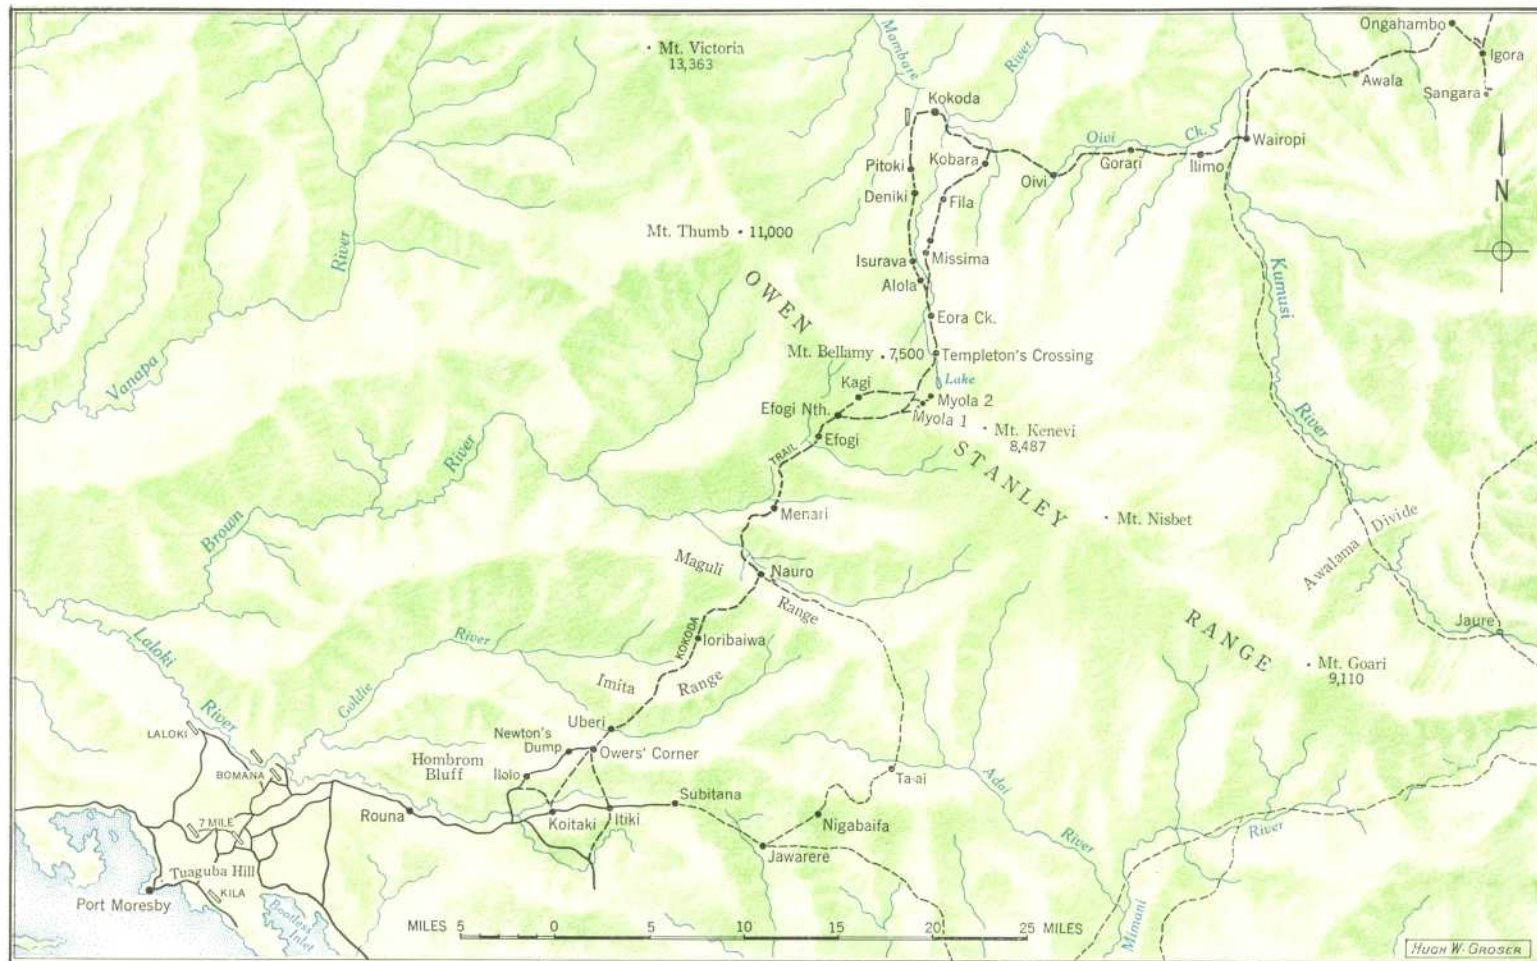 Ongahambo
Mt. Victoria
13,363
Mambare
River
Igora
Awala
Sangara
Kokoda
Oivi Ck.
Wairopi
Pitoki
Kobara
Gorari
Ilimo
Oivi
Deniki
Fila
N
Mt. Thumb 11,000
River
Isurava
Missima
Alola
Kumusi
OWEN
Eora Ck.
Mt. Bellamy 7,500
Templeton's Crossing
Vanapa
Lake
Kagi
Myola 2
Efogi Nth.
Myola 1
River
Mt. Kenevi
8,487
Efogi
River
TRAIL
STANLEY
Menari
Mt. Nisbet
Brown
Awalama Divide
Maguli
Nauro
Range
Laloki
River
KOKODA
Ioribaiwa
RANGE
Jaure
Imita
Range
Mt. Goari
9,110
Goldie
River
Uberi
LALOKI
Newton's
Dump
Owers' Corner
Hombrom
Bluff
BOMANA
Ilolo
Ta-ai
Adai
Subitana
Rouna
Koitaki
Itiki
7 MILE
Nigabaifa
River
River
Jawarere
Tuaguba Hill
KILA
Port Moresby
Bootless
Inlet
Mimani
MILES 5 0 5 10 15 20 25 MILES
HUGH W. GROSER